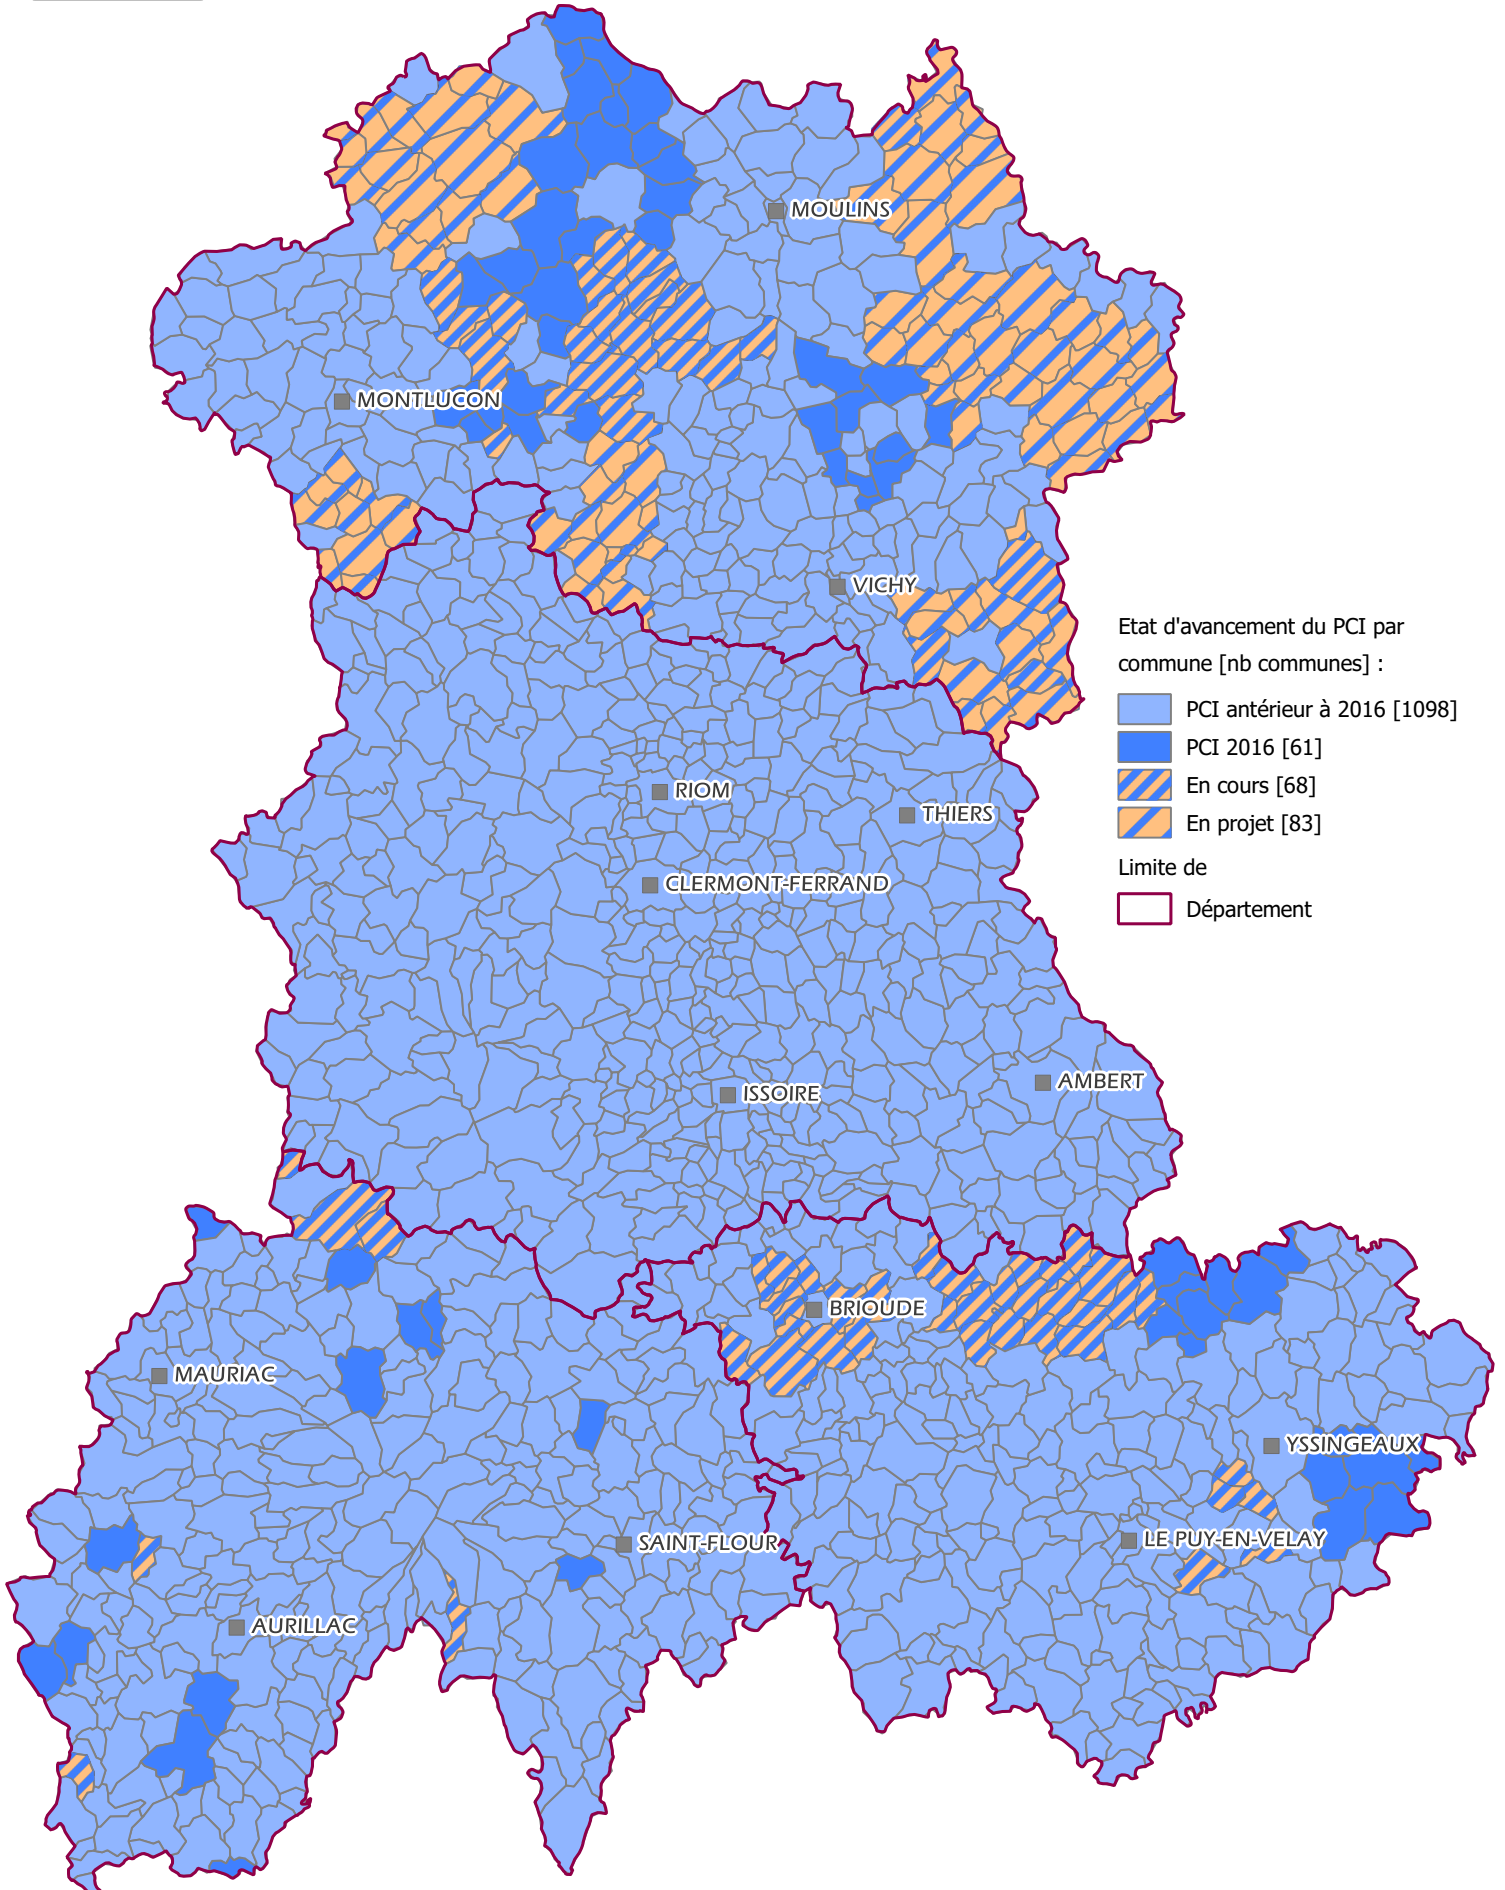 MOULINS
MONTLUCON
VICHY
Etat d'avancement du PCI par
commune [nb communes] :
PCI antérieur à 2016 [1098]
PCI 2016 [61]
En cours [68]
En projet [83]
Limite de
Département
RIOM
THIERS
CLERMONT-FERRAND
AMBERT
ISSOIRE
BRIOUDE
MAURIAC
YSSINGEAUX
LE PUY-EN-VELAY
SAINT-FLOUR
AURILLAC